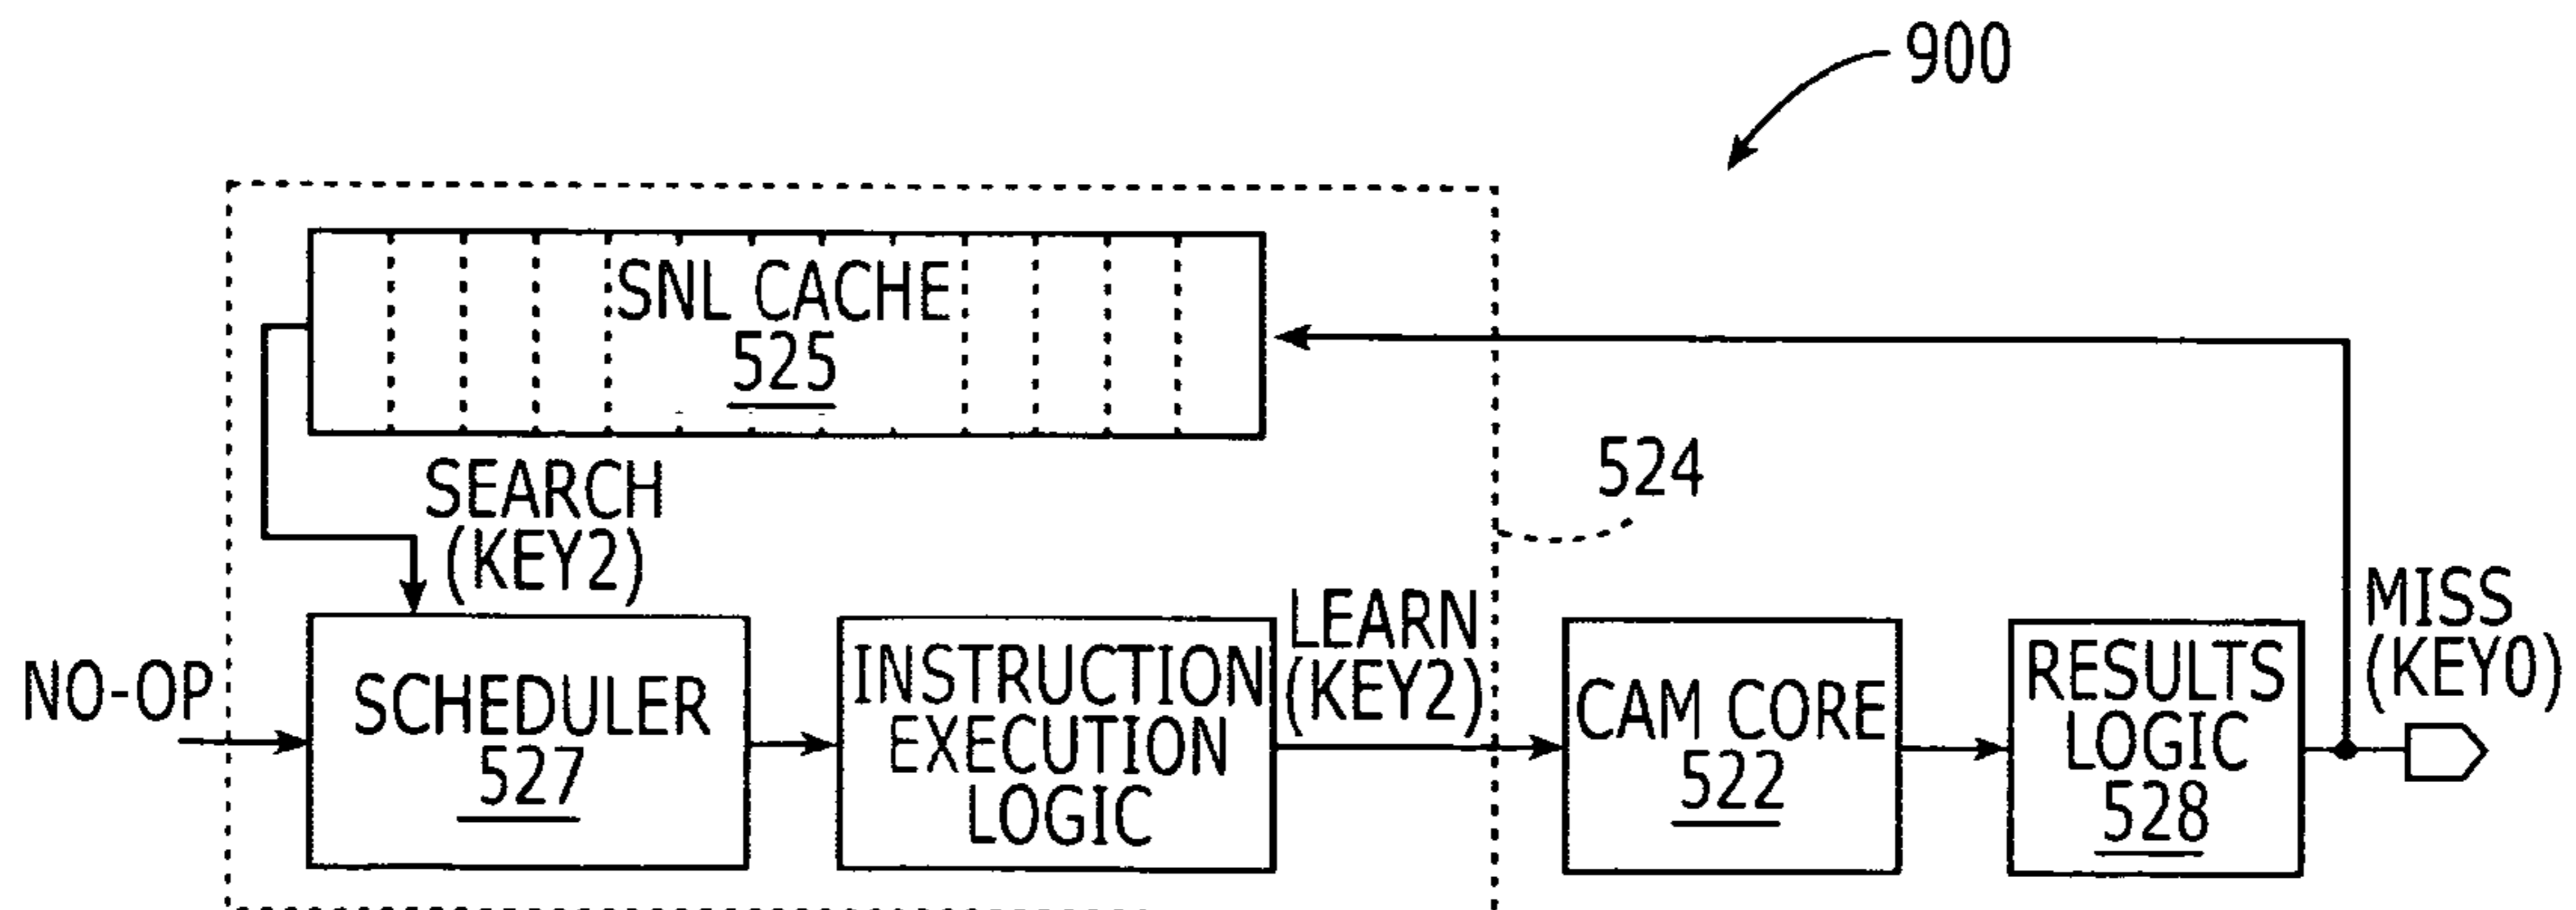 900
SNL CACHE
525
524
SEARCH
(KEY2)
NO-OP
SCHEDULER
527
INSTRUCTION
EXECUTION
LOGIC
LEARN
(KEY2)
CAM CORE
522
RESULTS
LOGIC
528
MISS
(KEY0)